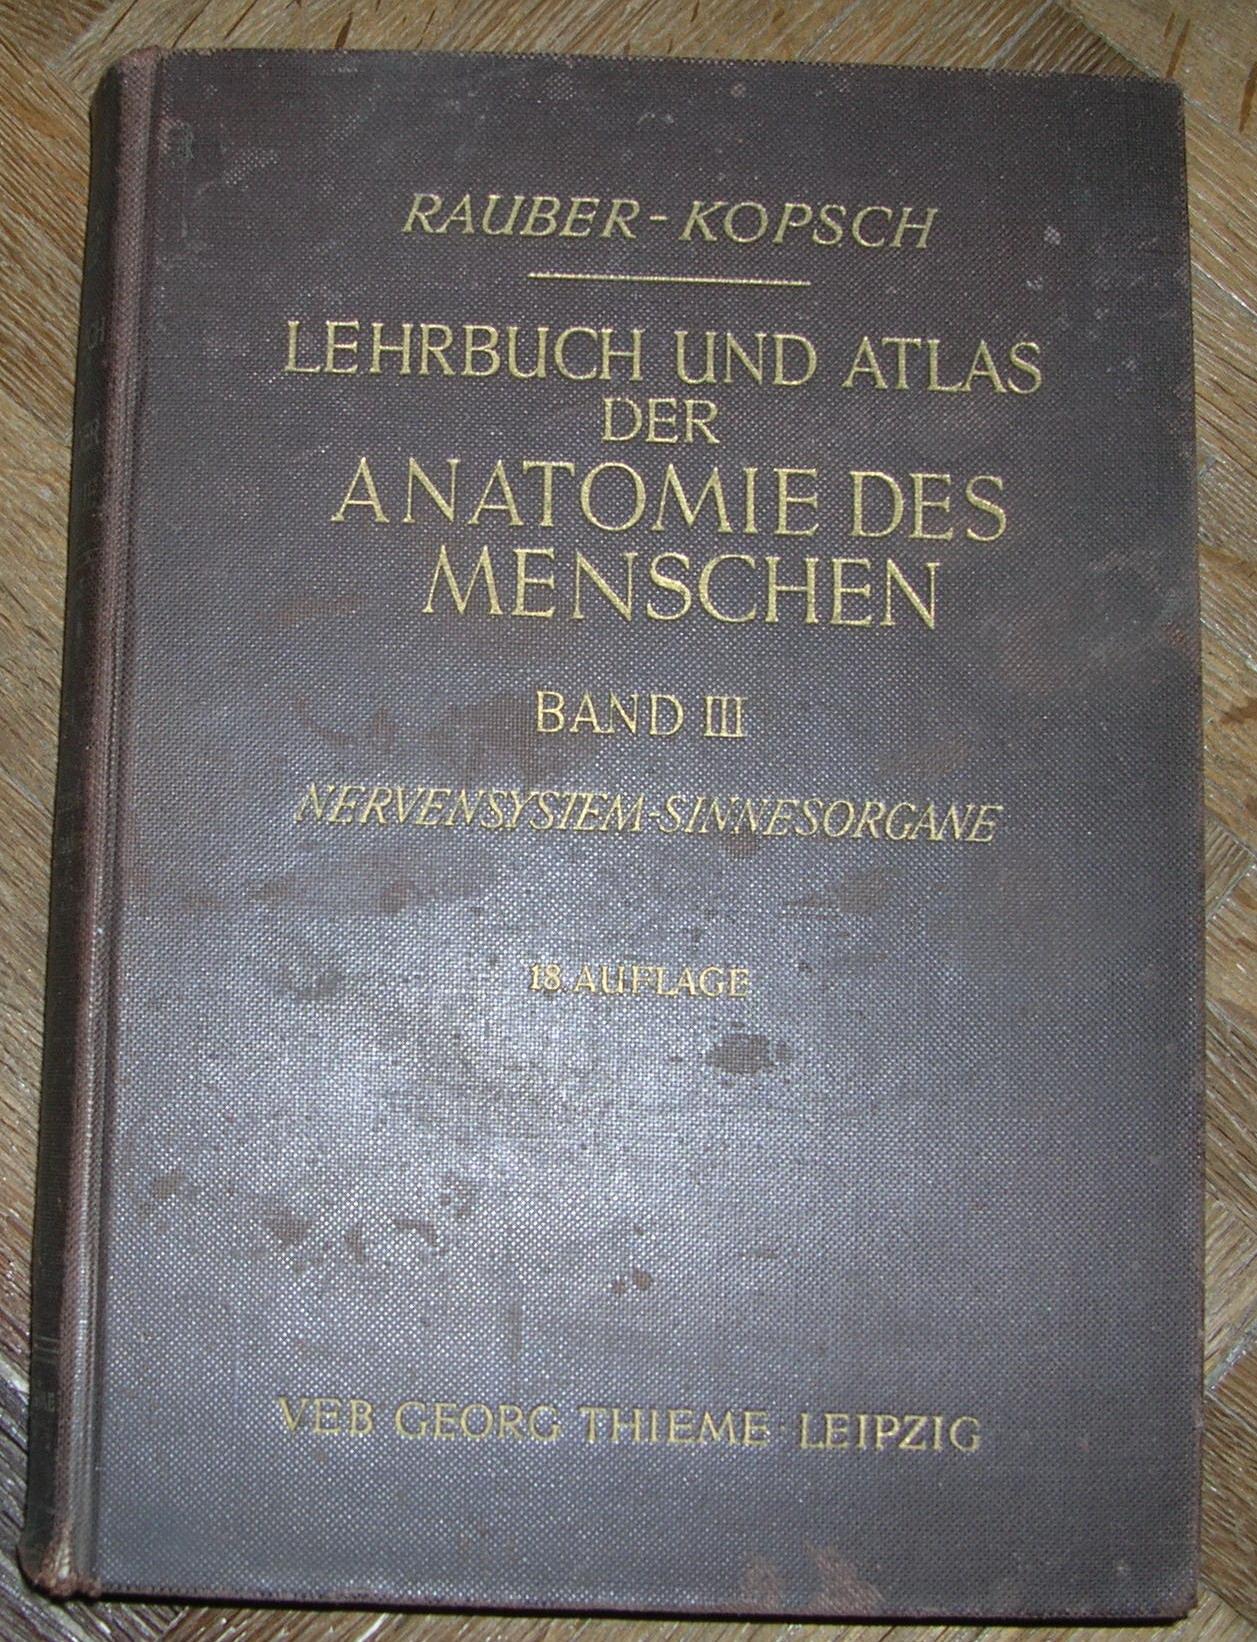 RAUBER-KOPSCH
LEHRBUCH UND ATLAS
DER
ANATOMIE DES
MENSCHEN
BAND III
NERVENSYSTEM-SINNESORGANE
18. AUFLAGE
VEB GEORG THIEME · LEIPZIG